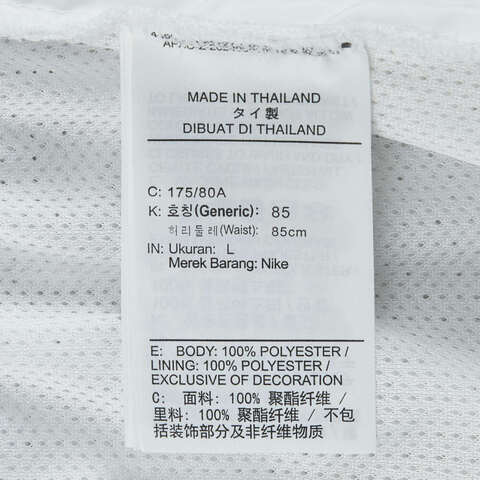 MADE IN THAILAND
タイ製
DIBUAT DI THAILAND
C: 175/80A
K: 호칭(Generic): 85
허리둘레(Waist): 85cm
IN: Ukuran: L
Merek Barang: Nike
E: BODY: 100% POLYESTER /
LINING: 100% POLYESTER /
EXCLUSIVE OF DECORATION
C: 面料: 100% 聚酯纤维 /
里料: 100% 聚酯纤维 / 不包
括装饰部分及非纤维物质